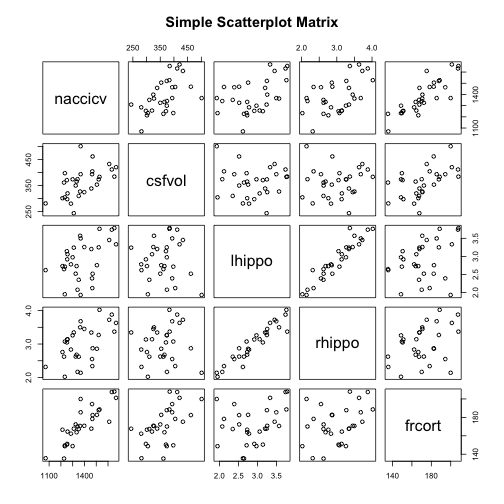 Simple Scatterplot Matrix
250 350 450
2.0 3.0 4.0
naccicv
1100 1400
250 350 450
csfvol
lhippo
2.0 2.5 3.0 3.5
2.0 3.0 4.0
rhippo
frcort
140 180
1100 1400
2.0 2.5 3.0 3.5
140 180